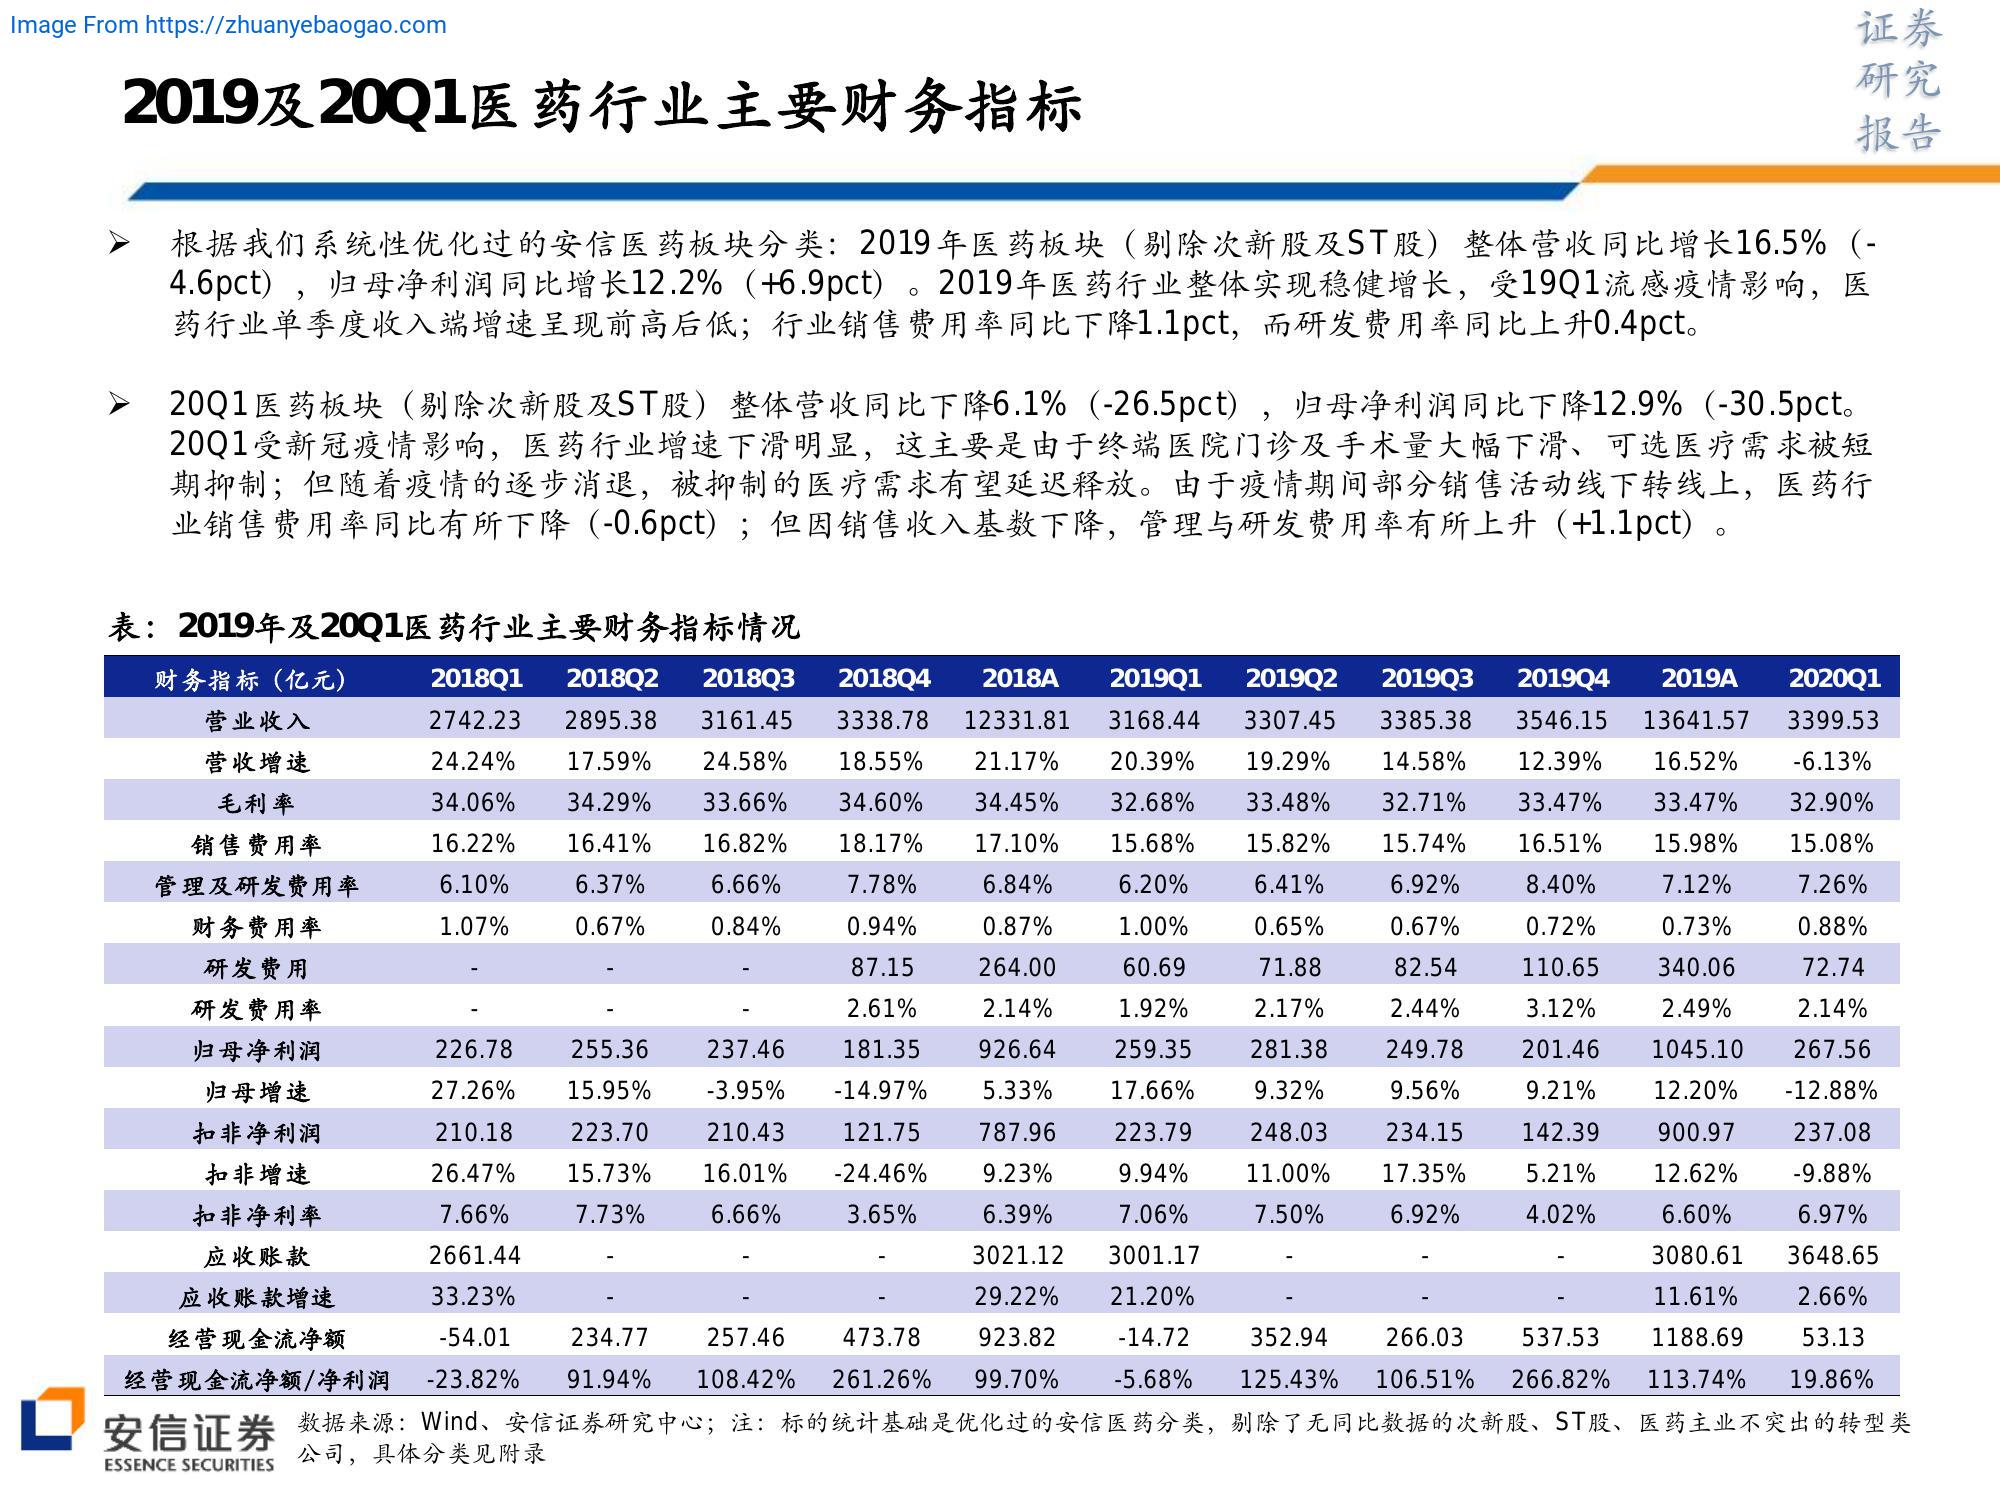 Image From https://zhuanyebaogao.com
证券
研究
报告
2019及20Q1医药行业主要财务指标
➢ 根据我们系统性优化过的安信医药板块分类：2019年医药板块（剔除次新股及ST股）整体营收同比增长16.5%（-
4.6pct），归母净利润同比增长12.2%（+6.9pct）。2019年医药行业整体实现稳健增长，受19Q1流感疫情影响，医
药行业单季度收入端增速呈现前高后低；行业销售费用率同比下降1.1pct，而研发费用率同比上升0.4pct。
➢ 20Q1医药板块（剔除次新股及ST股）整体营收同比下降6.1%（-26.5pct），归母净利润同比下降12.9%（-30.5pct。
20Q1受新冠疫情影响，医药行业增速下滑明显，这主要是由于终端医院门诊及手术量大幅下滑、可选医疗需求被短
期抑制；但随着疫情的逐步消退，被抑制的医疗需求有望延迟释放。由于疫情期间部分销售活动线下转线上，医药行
业销售费用率同比有所下降（-0.6pct）；但因销售收入基数下降，管理与研发费用率有所上升（+1.1pct）。
表：2019年及20Q1医药行业主要财务指标情况
财务指标（亿元） 2018Q1 2018Q2 2018Q3 2018Q4 2018A 2019Q1 2019Q2 2019Q3 2019Q4 2019A 2020Q1
营业收入 2742.23 2895.38 3161.45 3338.78 12331.81 3168.44 3307.45 3385.38 3546.15 13641.57 3399.53
营收增速 24.24% 17.59% 24.58% 18.55% 21.17% 20.39% 19.29% 14.58% 12.39% 16.52% -6.13%
毛利率 34.06% 34.29% 33.66% 34.60% 34.45% 32.68% 33.48% 32.71% 33.47% 33.47% 32.90%
销售费用率 16.22% 16.41% 16.82% 18.17% 17.10% 15.68% 15.82% 15.74% 16.51% 15.98% 15.08%
管理及研发费用率 6.10% 6.37% 6.66% 7.78% 6.84% 6.20% 6.41% 6.92% 8.40% 7.12% 7.26%
财务费用率 1.07% 0.67% 0.84% 0.94% 0.87% 1.00% 0.65% 0.67% 0.72% 0.73% 0.88%
研发费用 - - - 87.15 264.00 60.69 71.88 82.54 110.65 340.06 72.74
研发费用率 - - - 2.61% 2.14% 1.92% 2.17% 2.44% 3.12% 2.49% 2.14%
归母净利润 226.78 255.36 237.46 181.35 926.64 259.35 281.38 249.78 201.46 1045.10 267.56
归母增速 27.26% 15.95% -3.95% -14.97% 5.33% 17.66% 9.32% 9.56% 9.21% 12.20% -12.88%
扣非净利润 210.18 223.70 210.43 121.75 787.96 223.79 248.03 234.15 142.39 900.97 237.08
扣非增速 26.47% 15.73% 16.01% -24.46% 9.23% 9.94% 11.00% 17.35% 5.21% 12.62% -9.88%
扣非净利率 7.66% 7.73% 6.66% 3.65% 6.39% 7.06% 7.50% 6.92% 4.02% 6.60% 6.97%
应收账款 2661.44 - - - 3021.12 3001.17 - - - 3080.61 3648.65
应收账款增速 33.23% - - - 29.22% 21.20% - - - 11.61% 2.66%
经营现金流净额 -54.01 234.77 257.46 473.78 923.82 -14.72 352.94 266.03 537.53 1188.69 53.13
经营现金流净额/净利润 -23.82% 91.94% 108.42% 261.26% 99.70% -5.68% 125.43% 106.51% 266.82% 113.74% 19.86%
安信证券
ESSENCE SECURITIES
数据来源：Wind、安信证券研究中心；注：标的统计基础是优化过的安信医药分类，剔除了无同比数据的次新股、ST股、医药主业不突出的转型类
公司，具体分类见附录